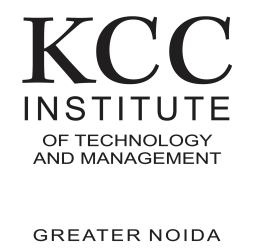 KCC
INSTITUTE
OF TECHNOLOGY
AND MANAGEMENT
GREATER NOIDA